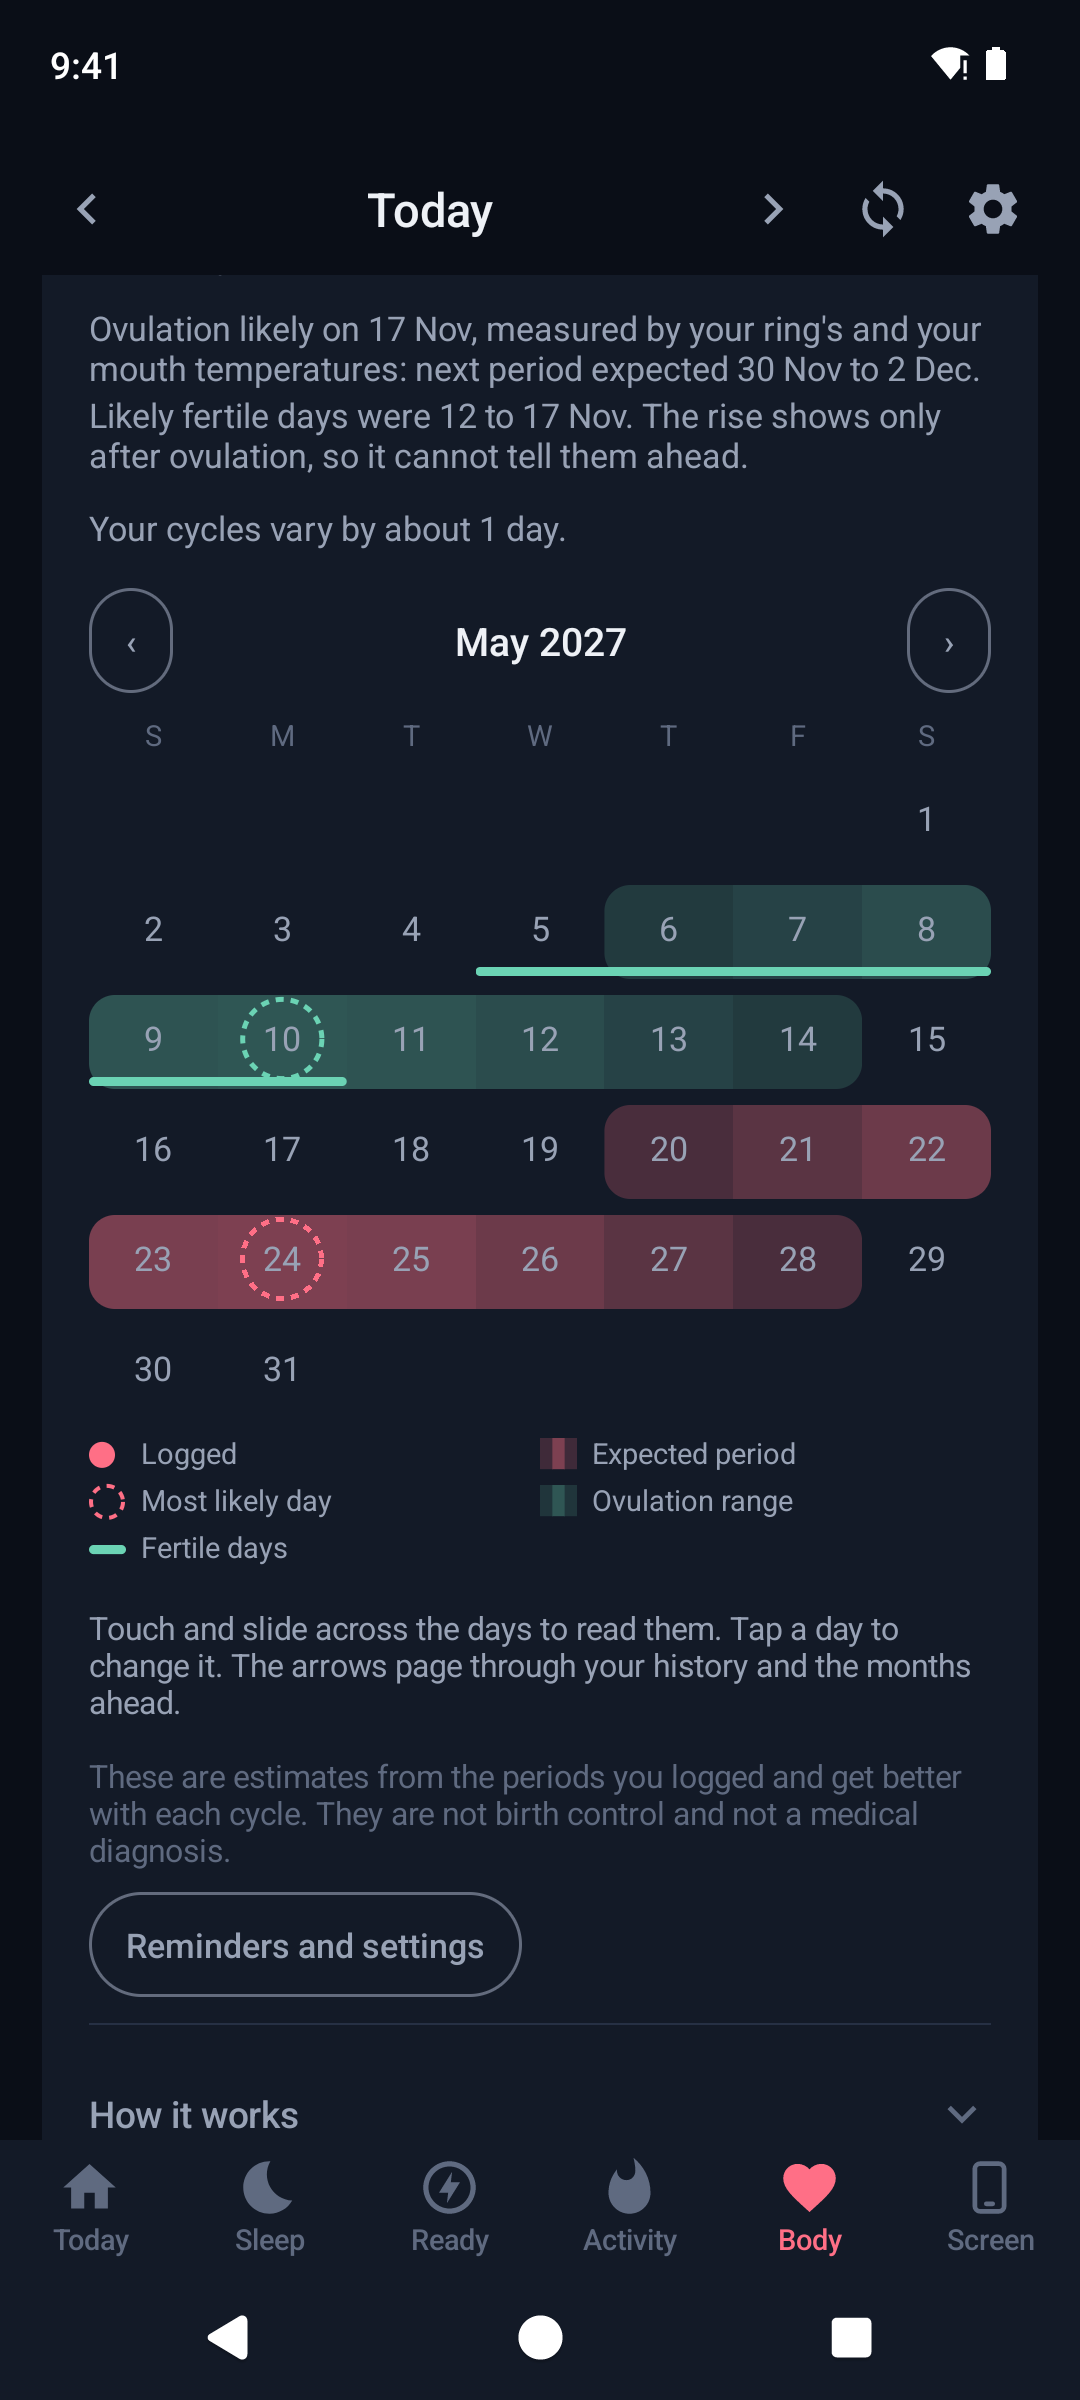 9:41
Today
Ovulation likely on 17 Nov, measured by your ring's and your
mouth temperatures: next period expected 30 Nov to 2 Dec.
Likely fertile days were 12 to 17 Nov. The rise shows only
after ovulation, so it cannot tell them ahead.
Your cycles vary by about 1 day.
‹ May 2027 ›
S M T W T F S
1
2 3 4 5 6 7 8
9 10 11 12 13 14 15
16 17 18 19 20 21 22
23 24 25 26 27 28 29
30 31
Logged Expected period
Most likely day Ovulation range
Fertile days
Touch and slide across the days to read them. Tap a day to
change it. The arrows page through your history and the months
ahead.
These are estimates from the periods you logged and get better
with each cycle. They are not birth control and not a medical
diagnosis.
Reminders and settings
How it works
Today Sleep Ready Activity Body Screen